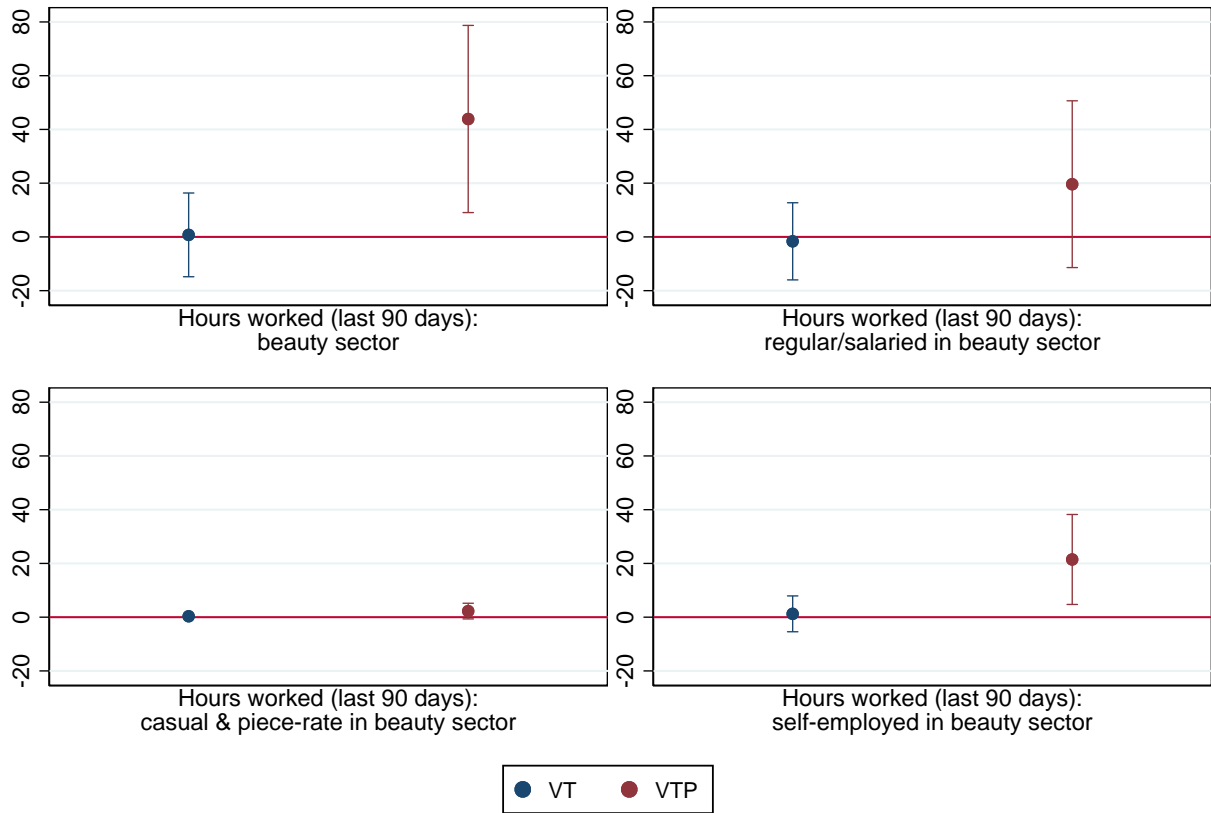 80
60
40
20
0
-20
Hours worked (last 90 days):
beauty sector
80
60
40
20
0
-20
Hours worked (last 90 days):
regular/salaried in beauty sector
80
60
40
20
0
-20
Hours worked (last 90 days):
casual & piece-rate in beauty sector
80
60
40
20
0
-20
Hours worked (last 90 days):
self-employed in beauty sector
VT VTP